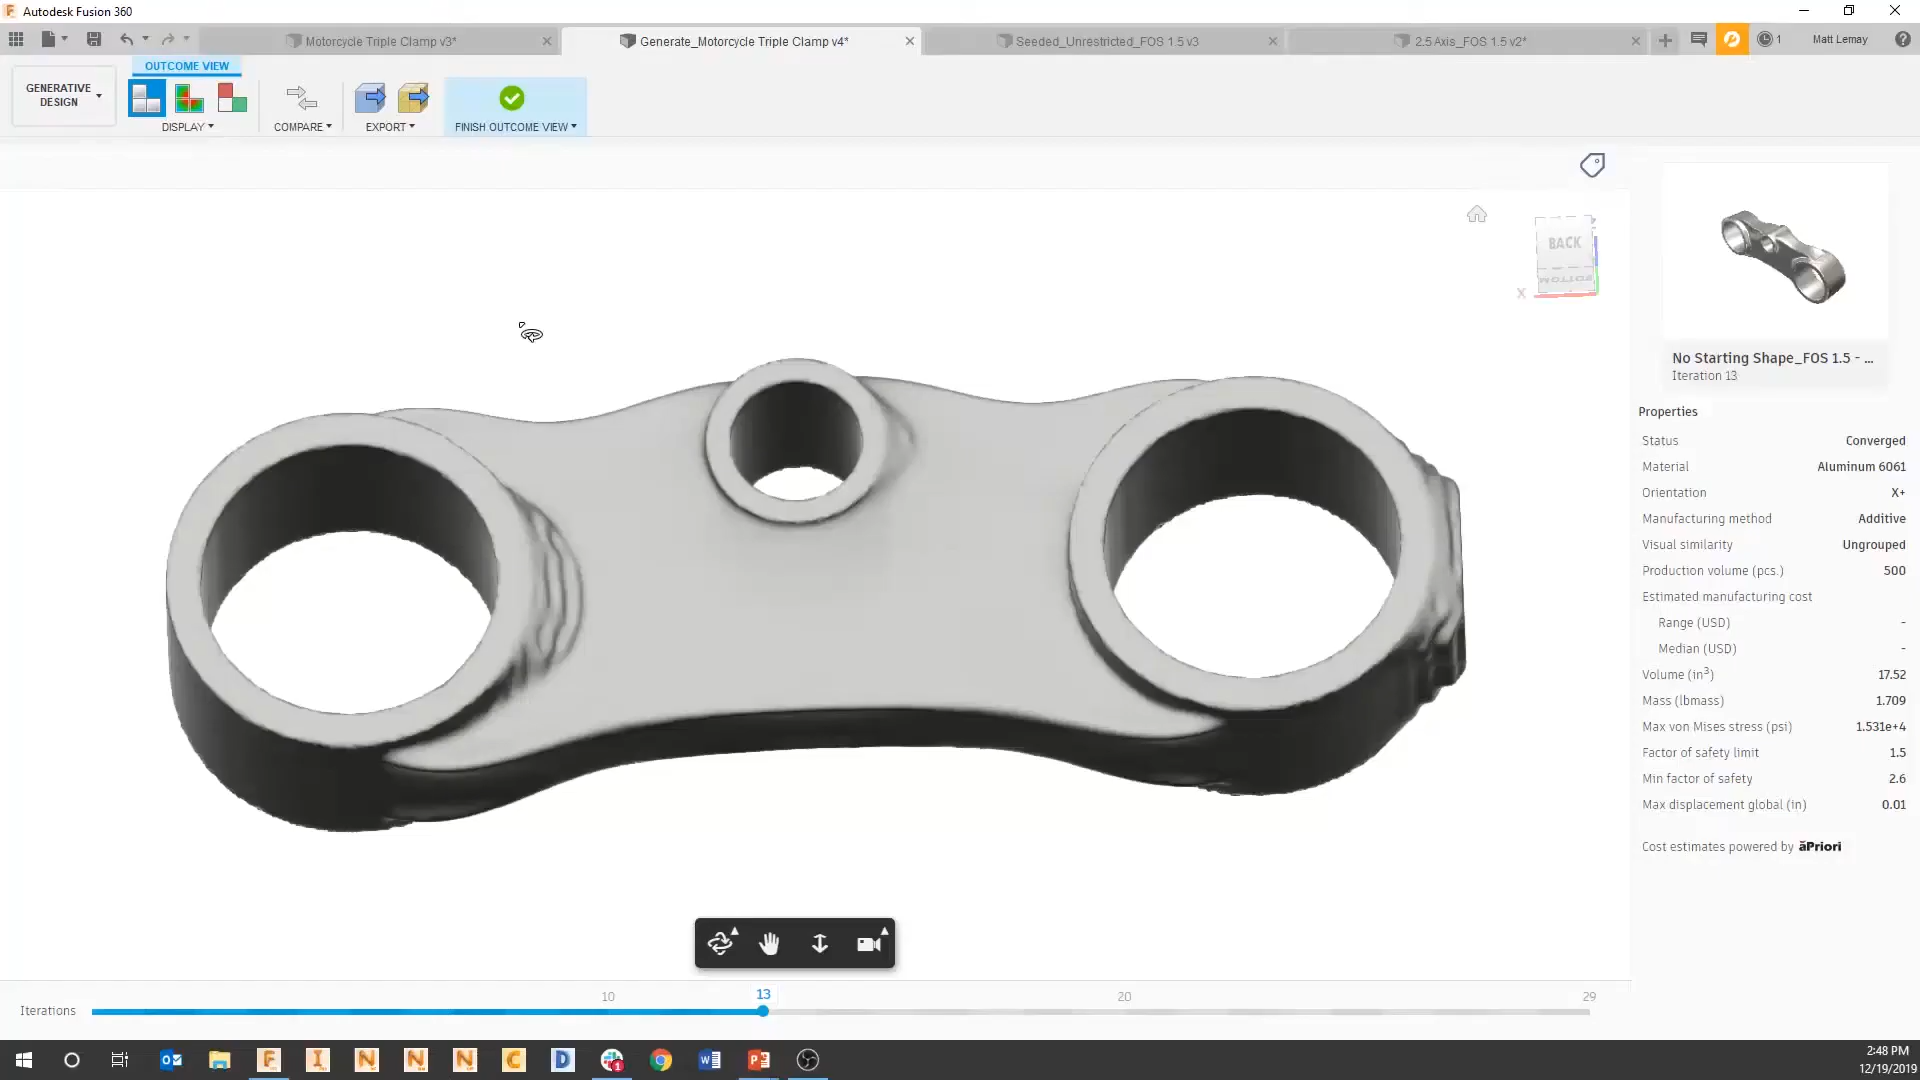 Autodesk Fusion 360
Motorcycle Triple Clamp v3*
Generate_Motorcycle Triple Clamp v4*
Seeded_Unrestricted_FOS 1.5 v3
2.5 Axis_FOS 1.5 v2*
1
Matt Lemay
OUTCOME VIEW
GENERATIVE
DESIGN
DISPLAY
COMPARE
EXPORT
FINISH OUTCOME VIEW
BACK
BOTTOM
X
No Starting Shape_FOS 1.5 - ...
Iteration 13
Properties
Status Converged
Material Aluminum 6061
Orientation X+
Manufacturing method Additive
Visual similarity Ungrouped
Production volume (pcs.) 500
Estimated manufacturing cost
Range (USD) -
Median (USD) -
Volume (in³) 17.52
Mass (lbmass) 1.709
Max von Mises stress (psi) 1.531e+4
Factor of safety limit 1.5
Min factor of safety 2.6
Max displacement global (in) 0.01
Cost estimates powered by aPriori
10 13 20 29
Iterations
2:48 PM
12/19/2019